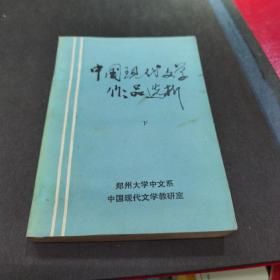 中国现代文学
作品选析
下
郑州大学中文系
中国现代文学教研室